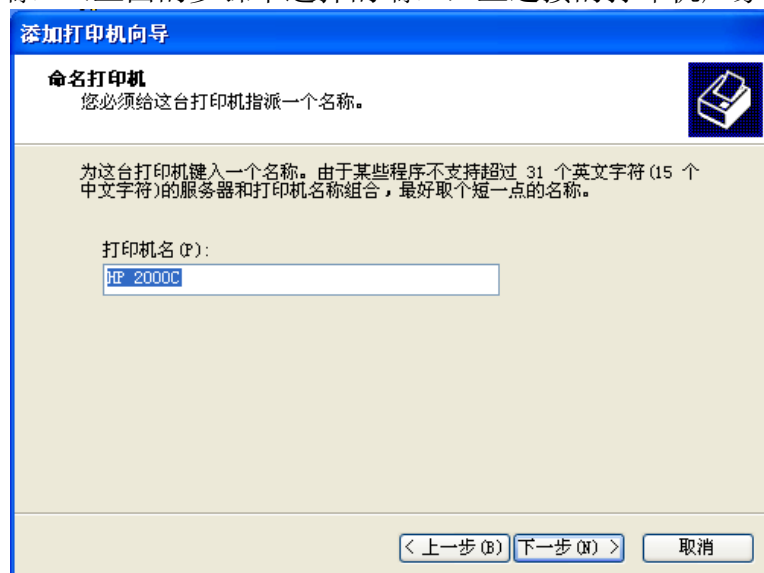 添加打印机向导
命名打印机
您必须给这台打印机指派一个名称。
为这台打印机键入一个名称。由于某些程序不支持超过 31 个英文字符(15 个
中文字符)的服务器和打印机名称组合，最好取个短一点的名称。
打印机名(P):
HP 2000C
< 上一步(B) 下一步(N) > 取消